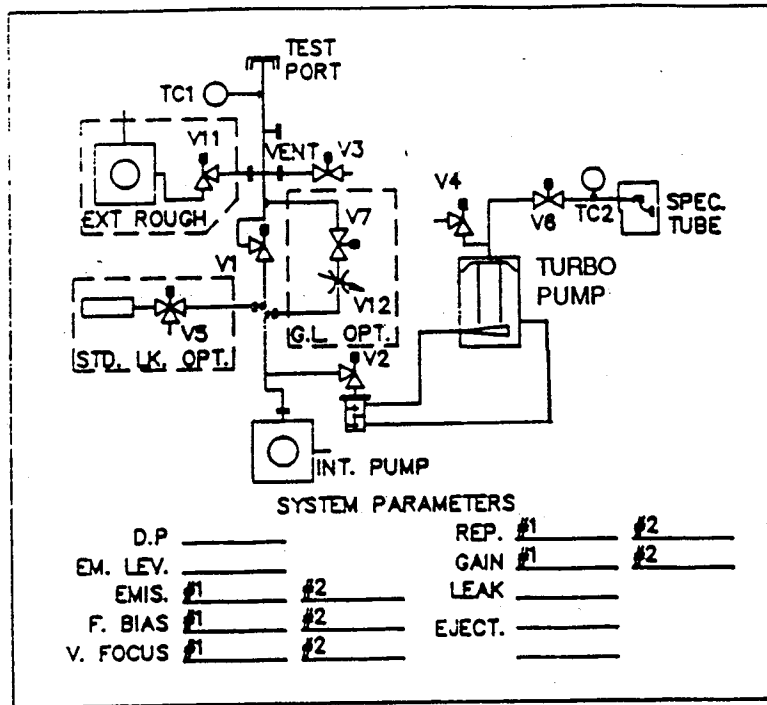 TEST
PORT
TC1
V11
VENT
V3
EXT ROUGH
V1
V7
V12
G.L. OPT.
V5
STD. LK. OPT.
V2
INT. PUMP
V4
V6
TC2
SPEC.
TUBE
TURBO
PUMP
SYSTEM PARAMETERS
D.P
EM. LEV.
EMIS. #1 #2
F. BIAS #1 #2
V. FOCUS #1 #2
REP. #1 #2
GAIN #1 #2
LEAK
EJECT.